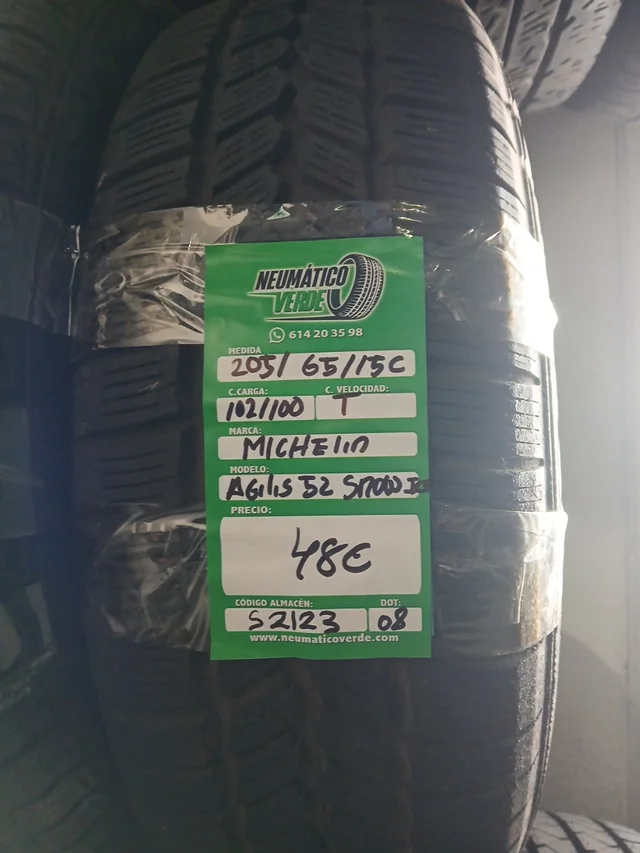 NEUMÁTICO
VERDE
614 20 35 98
MEDIDA
205/65/15C
C.CARGA: C. VELOCIDAD:
102/100 T
MARCA:
MICHELin
MODELO:
AGilis 52 Snow Ic
PRECIO:
48€
CÓDIGO ALMACÉN: DOT:
S2123 08
www.neumaticoverde.com